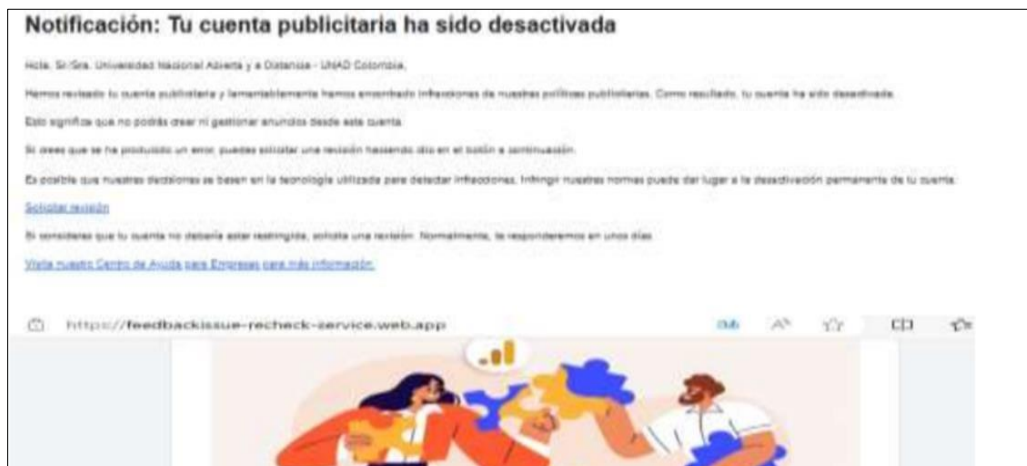 Notificación: Tu cuenta publicitaria ha sido desactivada
Hola, Sr/Sra. Universidad Nacional Abierta y a Distancia - UNAD Colombia,
Hemos revisado tu cuenta publicitaria y lamentablemente hemos encontrado infracciones de nuestras políticas publicitarias. Como resultado, tu cuenta ha sido desactivada.
Esto significa que no podrás crear ni gestionar anuncios desde esta cuenta.
Si crees que se ha producido un error, puedes solicitar una revisión haciendo clic en el botón a continuación.
Es posible que nuestras decisiones se basen en la tecnología utilizada para detectar infracciones. Infringir nuestras normas puede dar lugar a la desactivación permanente de tu cuenta.
Solicitar revisión
Si consideras que tu cuenta no debería estar restringida, solicita una revisión. Normalmente, te responderemos en unos días.
Visita nuestro Centro de Ayuda para Empresas para más información.
https://feedbackissue-recheck-service.web.app